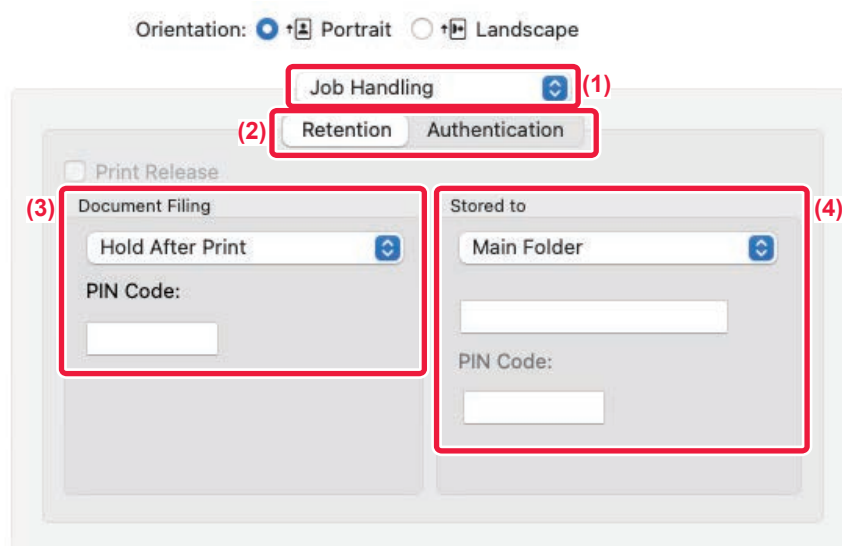 Orientation: Portrait Landscape
Job Handling (1)
(2) Retention Authentication
Print Release
(3) Document Filing Stored to (4)
Hold After Print Main Folder
PIN Code:
PIN Code: